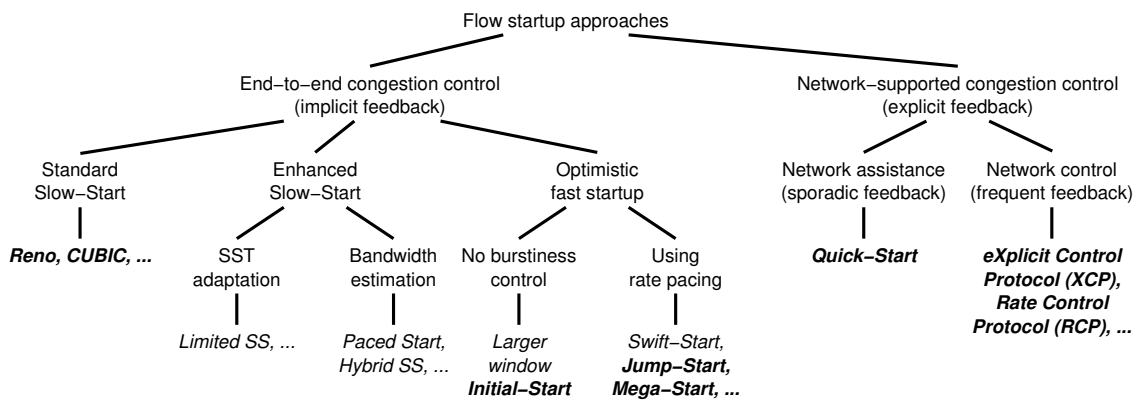 Flow startup approaches
End−to−end congestion control
(implicit feedback)
Network−supported congestion control
(explicit feedback)
Standard
Slow−Start
Enhanced
Slow−Start
Optimistic
fast startup
Network assistance
(sporadic feedback)
Network control
(frequent feedback)
Reno, CUBIC, ...
SST
adaptation
Bandwidth
estimation
No burstiness
control
Using
rate pacing
Quick−Start
eXplicit Control
Protocol (XCP),
Rate Control
Protocol (RCP), ...
Limited SS, ...
Paced Start,
Hybrid SS, ...
Larger
window
Initial−Start
Swift−Start,
Jump−Start,
Mega−Start, ...